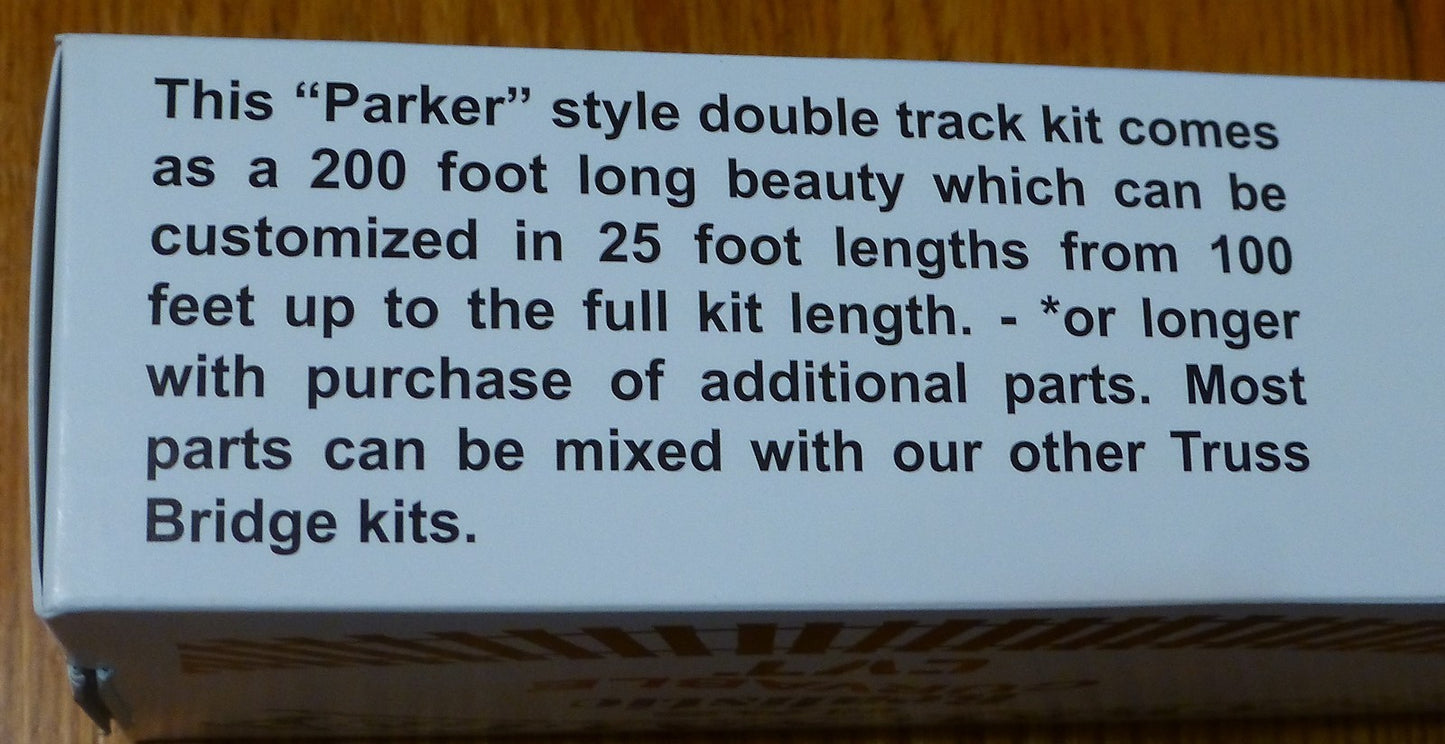 This “Parker” style double track kit comes
as a 200 foot long beauty which can be
customized in 25 foot lengths from 100
feet up to the full kit length. - *or longer
with purchase of additional parts. Most
parts can be mixed with our other Truss
Bridge kits.